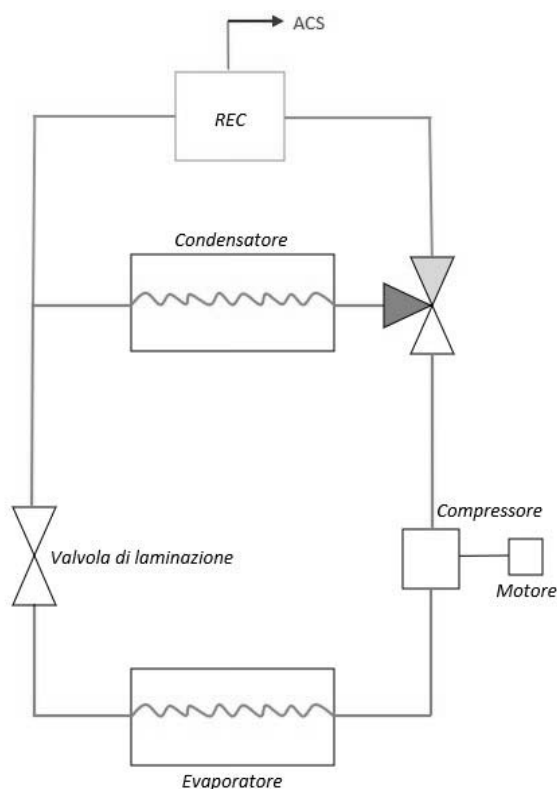 ACS
REC
Condensatore
Compressore
Valvola di laminazione
Motore
Evaporatore